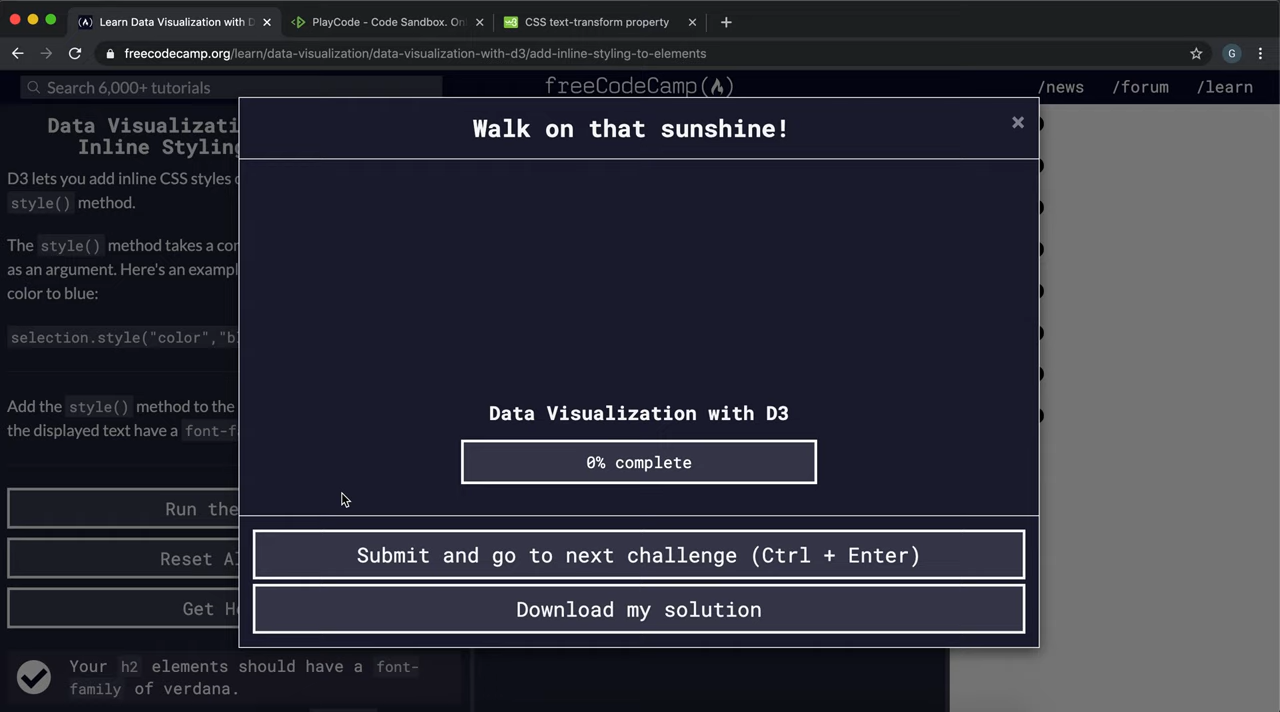 Learn Data Visualization with D
PlayCode - Code Sandbox. On
CSS text-transform property
freecodecamp.org/learn/data-visualization/data-visualization-with-d3/add-inline-styling-to-elements
G
Search 6,000+ tutorials
freeCodeCamp
/news
/forum
/learn
Data Visualizati
Inline Styling
D3 lets you add inline CSS styles
style() method.
The style() method takes a
as an argument. Here's an example
color to blue:
selection.style("color","b
Add the style() method to the
the displayed text have a font-f
Run the
Reset Al
Get He
Your h2 elements should have a font-
family of verdana.
Walk on that sunshine!
×
Data Visualization with D3
0% complete
Submit and go to next challenge (Ctrl + Enter)
Download my solution